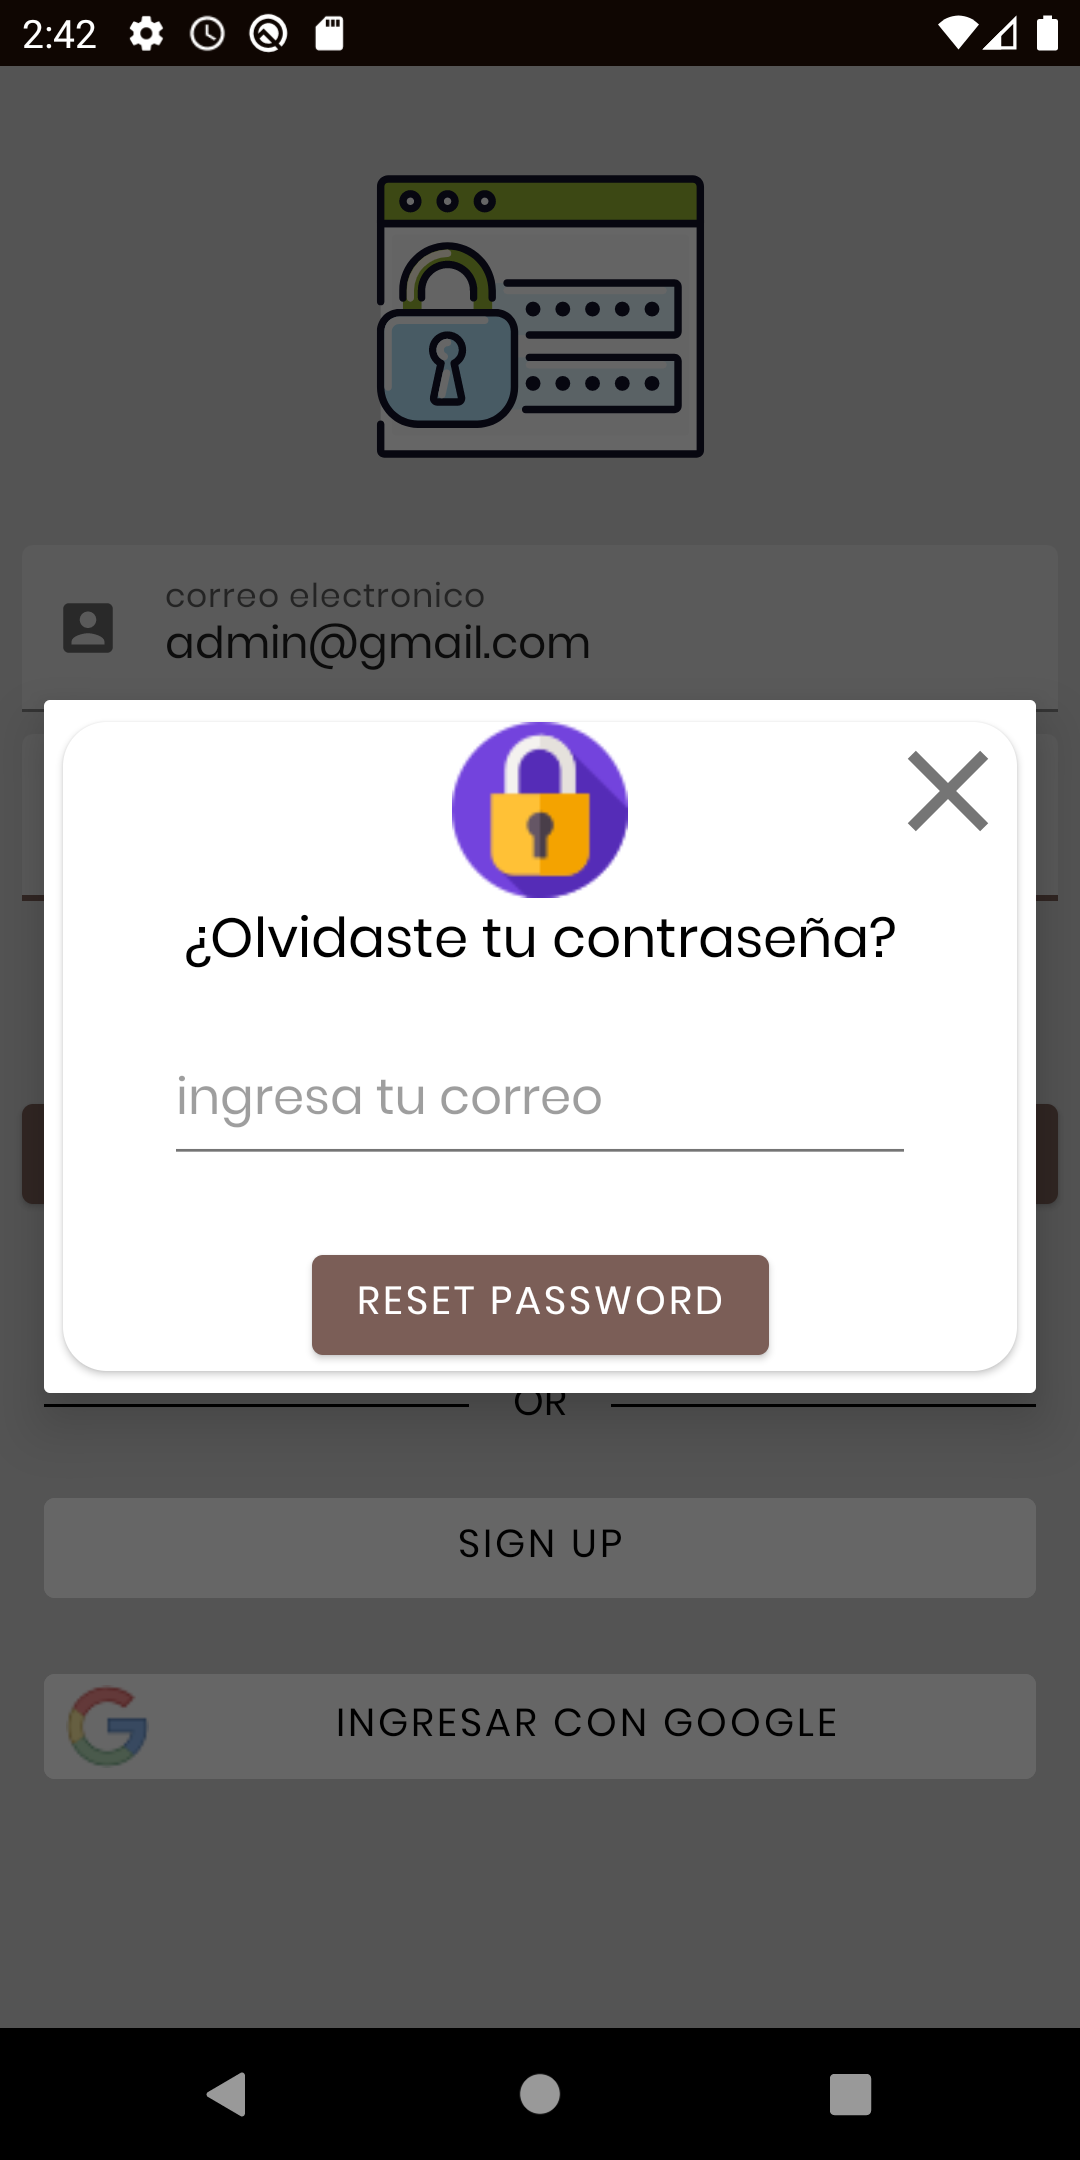 2:42
correo electronico
admin@gmail.com
¿Olvidaste tu contraseña?
ingresa tu correo
RESET PASSWORD
OR
SIGN UP
INGRESAR CON GOOGLE